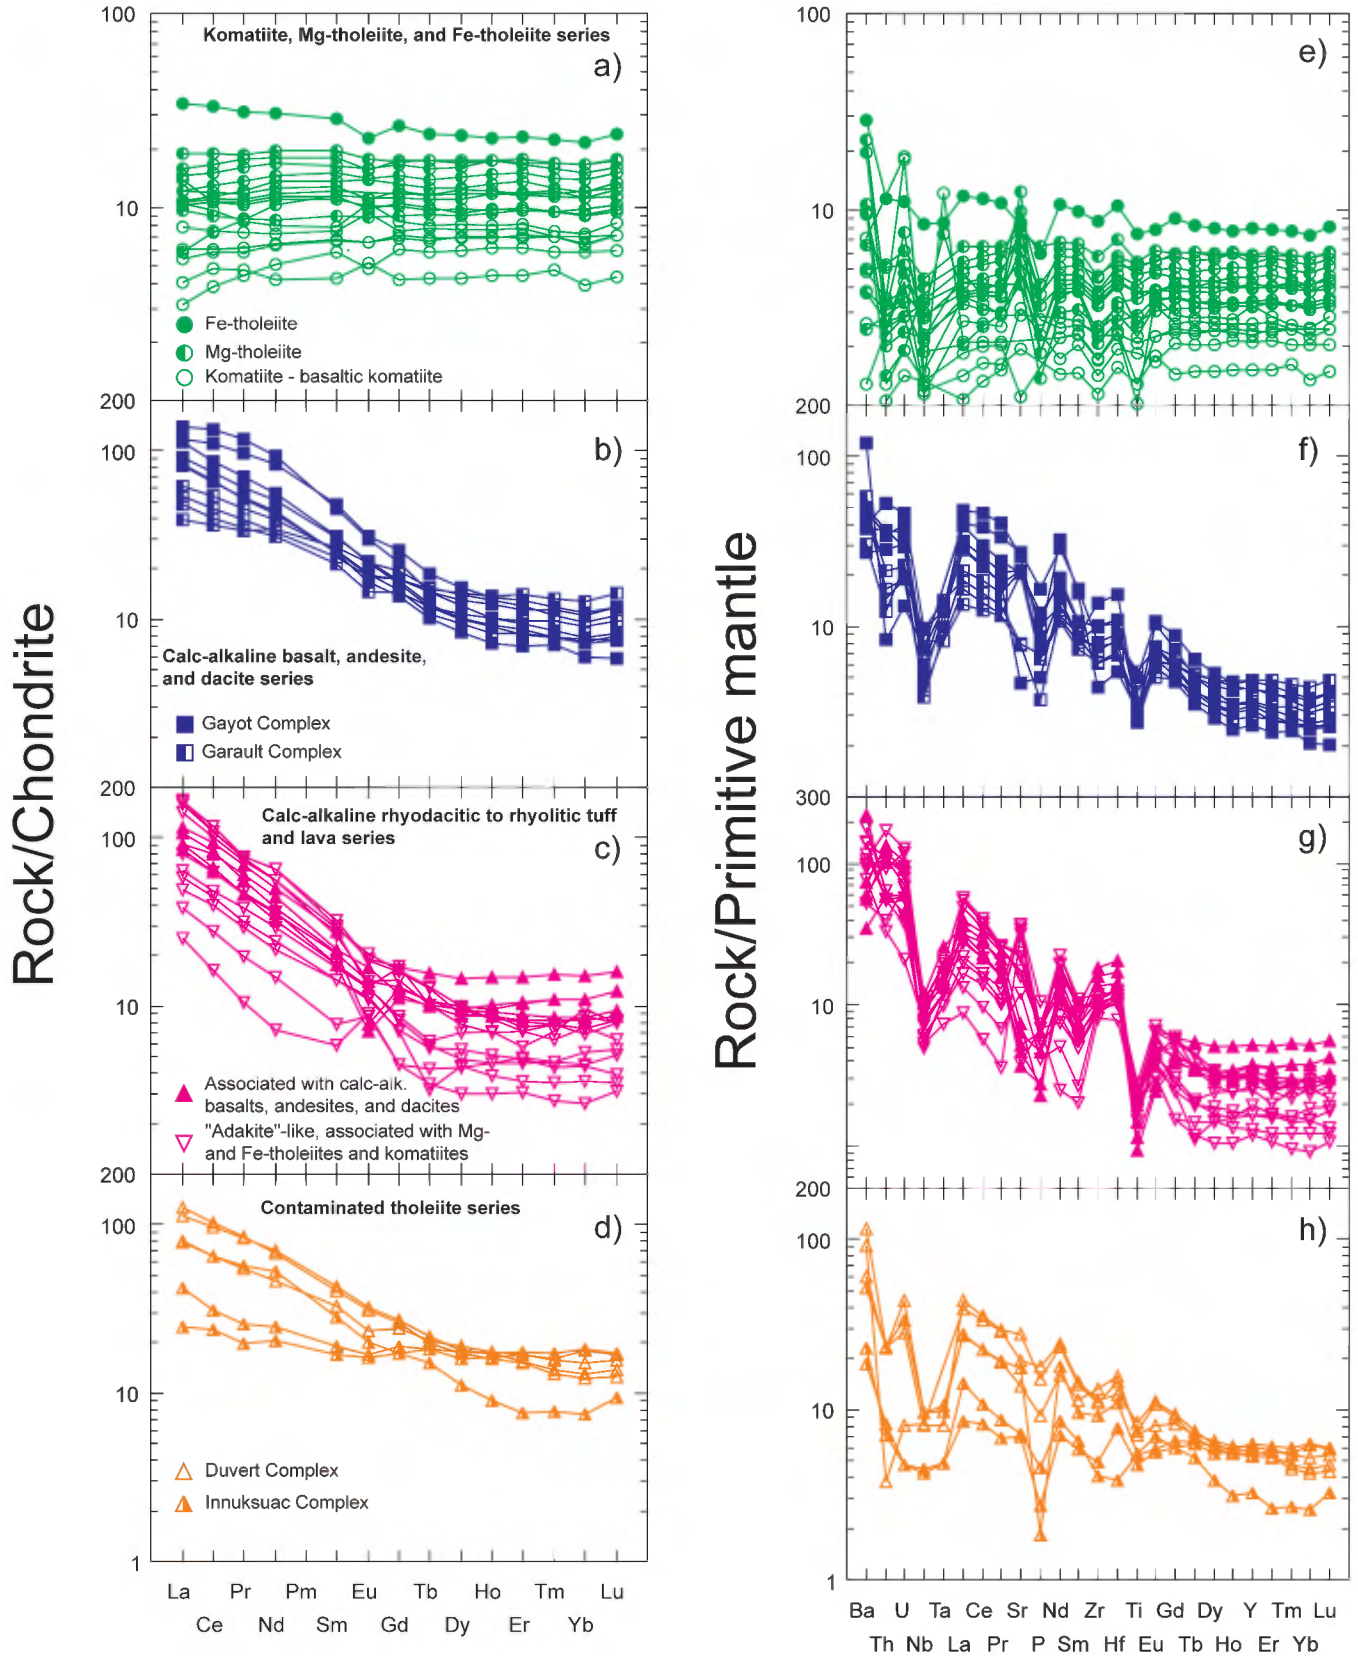 Rock/Chondrite
100
Komatiite, Mg-tholeiite, and Fe-tholeiite series
a)
10
Fe-tholeiite
Mg-tholeiite
Komatiite - basaltic komatiite
200
100
b)
10
Calc-alkaline basalt, andesite,
and dacite series
Gayot Complex
Garault Complex
200
Calc-alkaline rhyodacitic to rhyolitic tuff
and lava series
100
c)
10
Associated with calc-alk.
basalts, andesites, and dacites
"Adakite"-like, associated with Mg-
and Fe-tholeiites and komatiites
200
Contaminated tholeiite series
100
d)
10
Duvert Complex
Innuksuac Complex
1
La Pr Pm Eu Tb Ho Tm Lu
Ce Nd Sm Gd Dy Er Yb
Rock/Primitive mantle
100
e)
10
200
f)
100
10
300
g)
100
10
200
h)
100
10
1
Ba U Ta Ce Sr Nd Zr Ti Gd Dy Y Tm Lu
Th Nb La Pr P Sm Hf Eu Tb Ho Er Yb